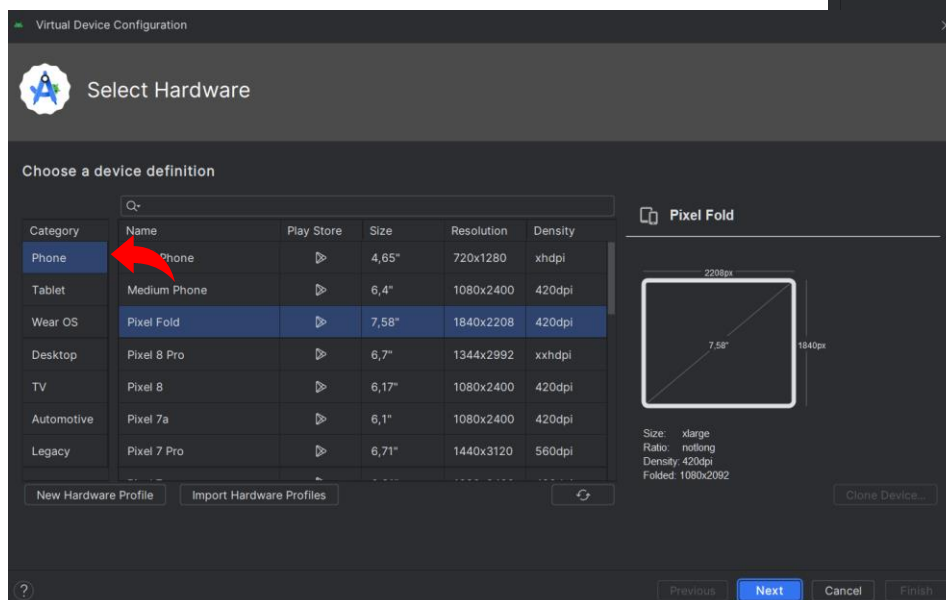 Virtual Device Configuration
Select Hardware
Choose a device definition
Category Name Play Store Size Resolution Density
Phone Phone 4,65" 720x1280 xhdpi
Tablet Medium Phone 6,4" 1080x2400 420dpi
Wear OS Pixel Fold 7,58" 1840x2208 420dpi
Desktop Pixel 8 Pro 6,7" 1344x2992 xxhdpi
TV Pixel 8 6,17" 1080x2400 420dpi
Automotive Pixel 7a 6,1" 1080x2400 420dpi
Legacy Pixel 7 Pro 6,71" 1440x3120 560dpi
New Hardware Profile Import Hardware Profiles
Pixel Fold
2208px
7,58" 1840px
Size: xlarge
Ratio: notlong
Density: 420dpi
Folded: 1080x2092
Clone Device...
? Previous Next Cancel Finish